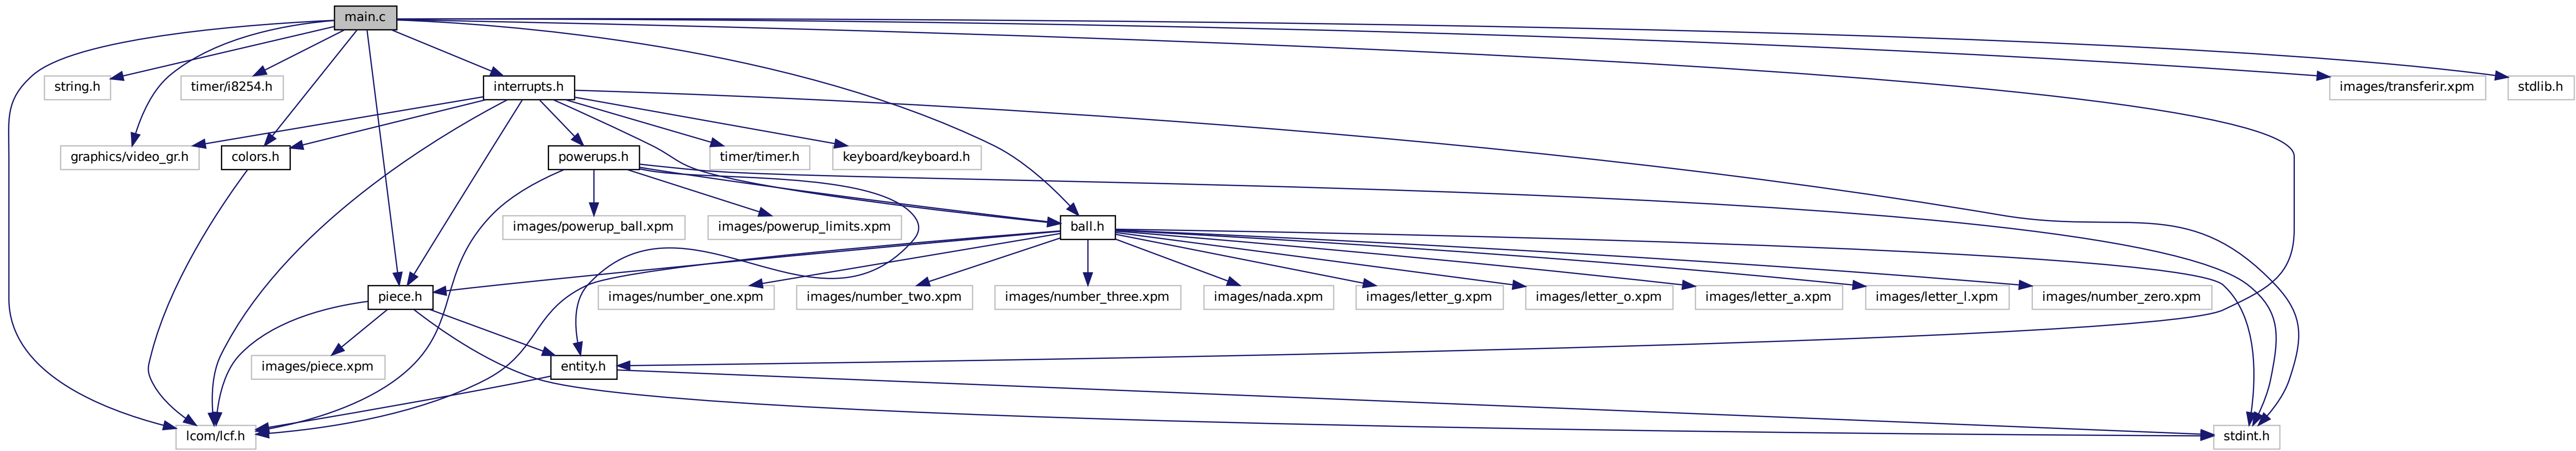 main.c
string.h
timer/i8254.h
interrupts.h
images/transferir.xpm
stdlib.h
graphics/video_gr.h
colors.h
powerups.h
timer/timer.h
keyboard/keyboard.h
images/powerup_ball.xpm
images/powerup_limits.xpm
ball.h
piece.h
images/number_one.xpm
images/number_two.xpm
images/number_three.xpm
images/nada.xpm
images/letter_g.xpm
images/letter_o.xpm
images/letter_a.xpm
images/letter_l.xpm
images/number_zero.xpm
images/piece.xpm
entity.h
lcom/lcf.h
stdint.h